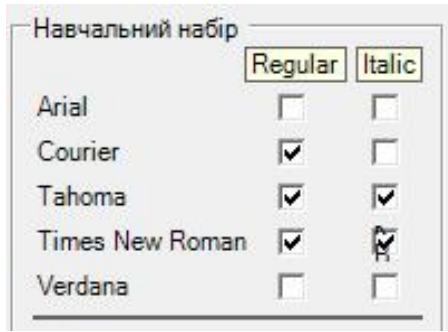 Навчальний набір
Regular Italic
Arial
Courier
Tahoma
Times New Roman
Verdana